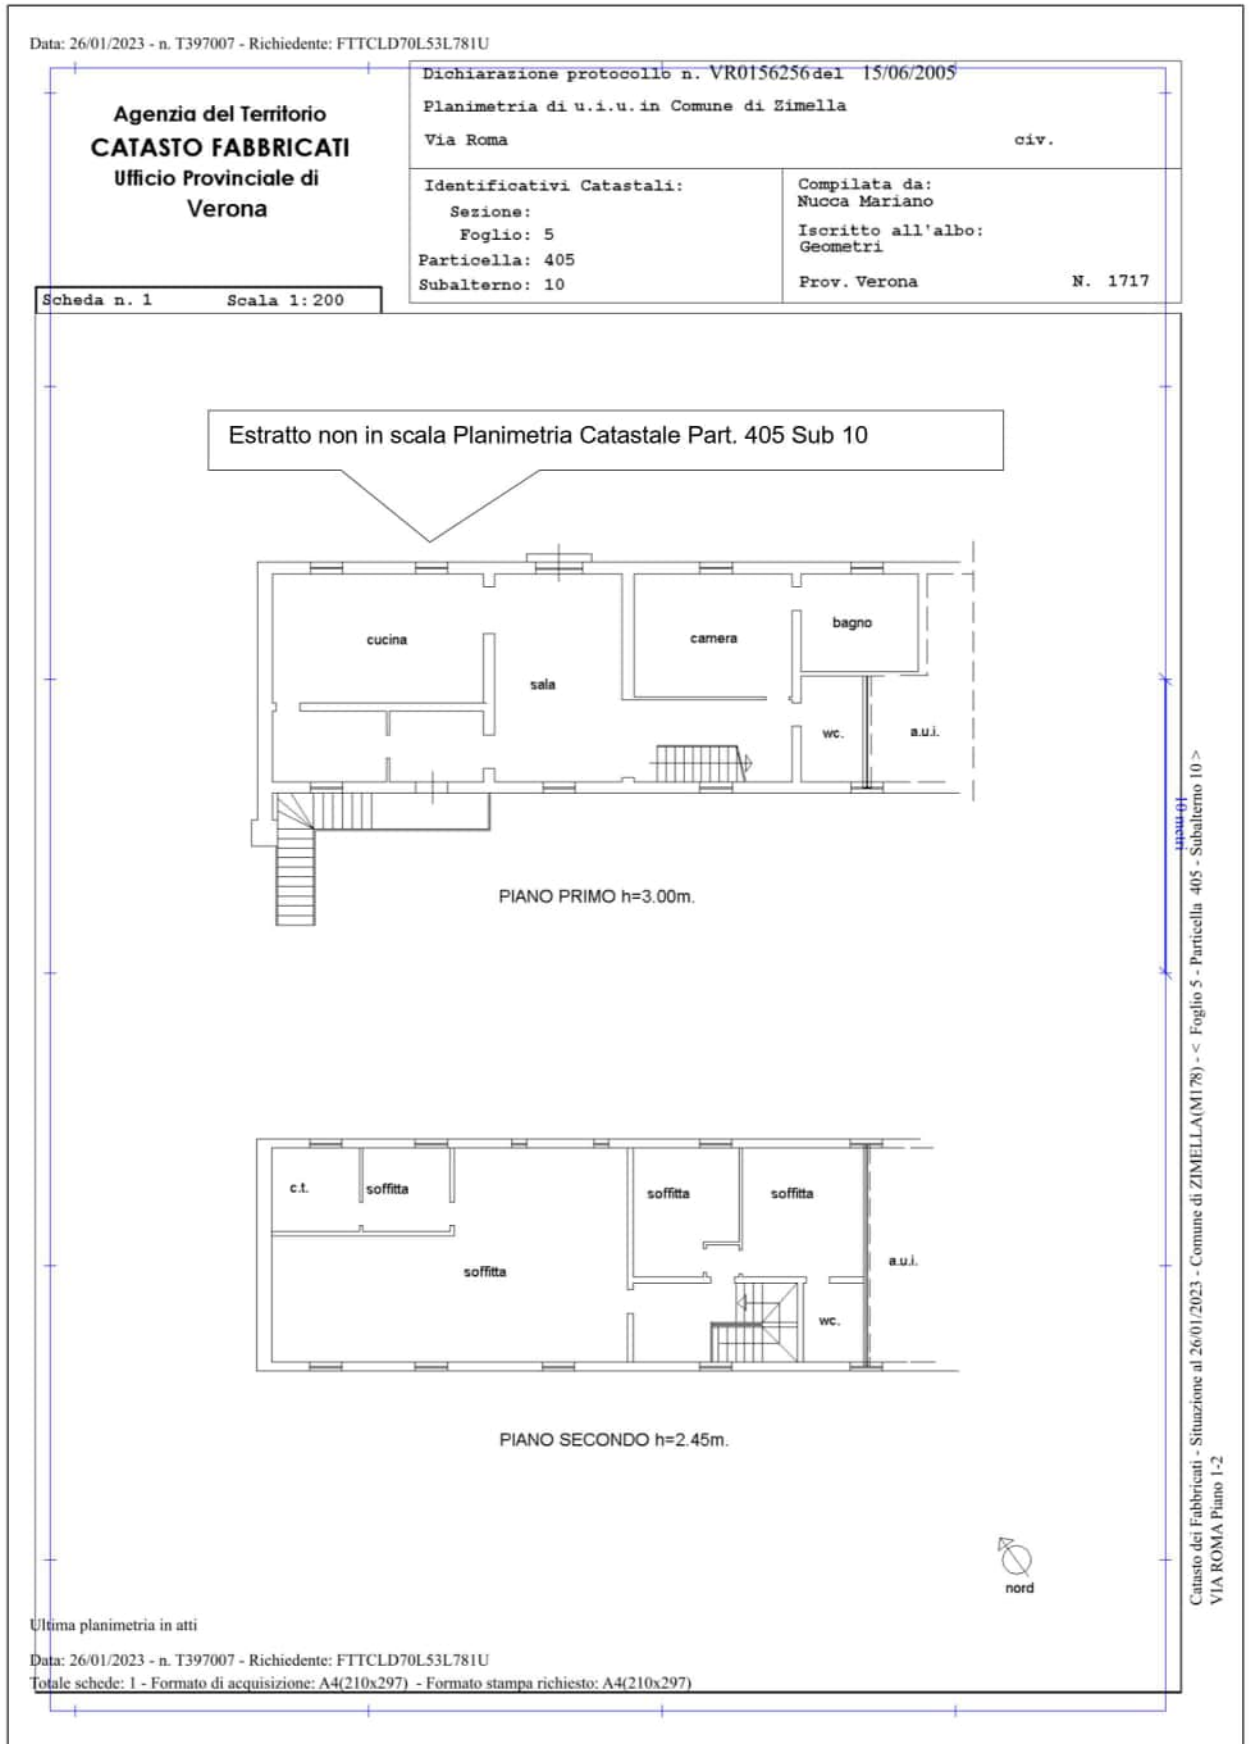 Data: 26/01/2023 - n. T397007 - Richiedente: FTTCLD70L53L781U
Agenzia del Territorio
CATASTO FABBRICATI
Ufficio Provinciale di
Verona
Dichiarazione protocollo n. VR0156256 del 15/06/2005
Planimetria di u.i.u. in Comune di Zimella
Via Roma civ.
Identificativi Catastali:
Sezione:
Foglio: 5
Particella: 405
Subalterno: 10
Compilata da:
Nucca Mariano
Iscritto all'albo:
Geometri
Prov. Verona N. 1717
Scheda n. 1 Scala 1:200
Estratto non in scala Planimetria Catastale Part. 405 Sub 10
cucina
sala
camera
bagno
wc.
a.u.i.
PIANO PRIMO h=3.00m.
c.t.
soffitta
soffitta
soffitta
soffitta
a.u.i.
wc.
PIANO SECONDO h=2.45m.
nord
10 metri
Catasto dei Fabbricati - Situazione al 26/01/2023 - Comune di ZIMELLA(M178) - < Foglio 5 - Particella 405 - Subalterno 10 >
VIA ROMA Piano 1-2
Ultima planimetria in atti
Data: 26/01/2023 - n. T397007 - Richiedente: FTTCLD70L53L781U
Totale schede: 1 - Formato di acquisizione: A4(210x297) - Formato stampa richiesto: A4(210x297)